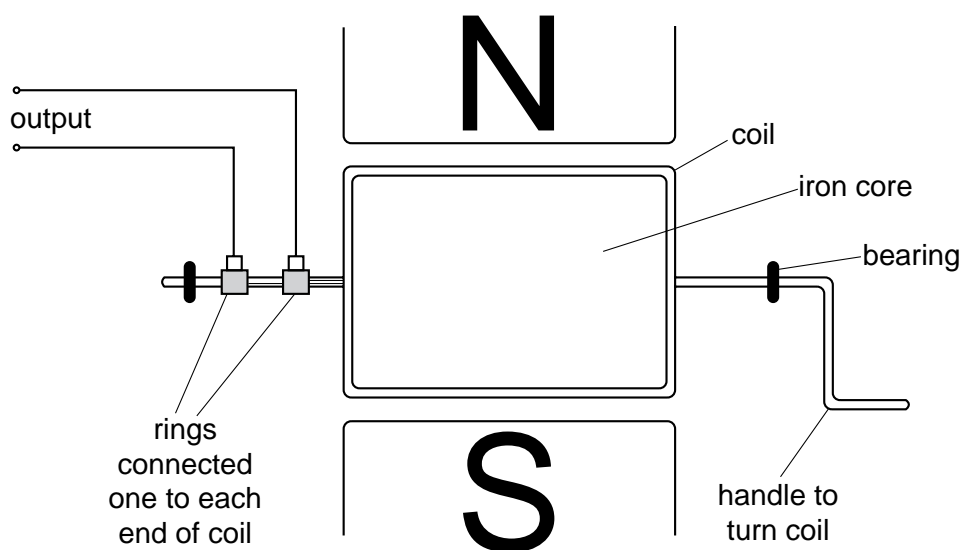 N
output
coil
iron core
bearing
rings
connected
one to each
end of coil
S
handle to
turn coil